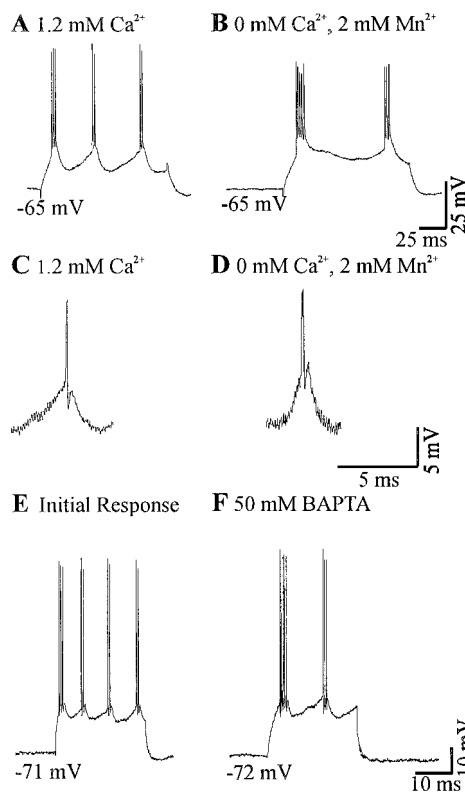 A 1.2 mM Ca²⁺
B 0 mM Ca²⁺, 2 mM Mn²⁺
-65 mV
-65 mV
25 mV
25 ms
C 1.2 mM Ca²⁺
D 0 mM Ca²⁺, 2 mM Mn²⁺
5 mV
5 ms
E Initial Response
F 50 mM BAPTA
-71 mV
-72 mV
10 mV
10 ms